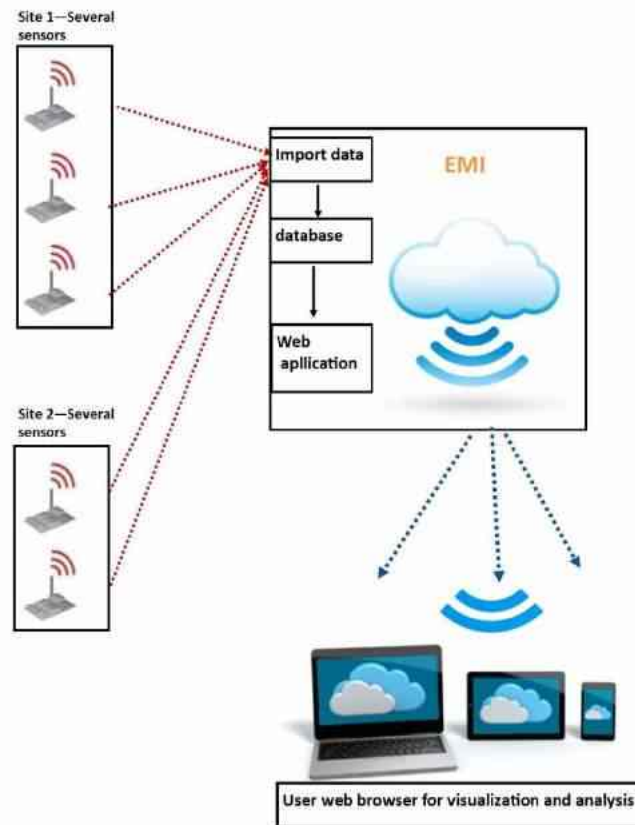 Site 1—Several
sensors
Import data
EMI
database
Web
apllication
Site 2—Several
sensors
User web browser for visualization and analysis